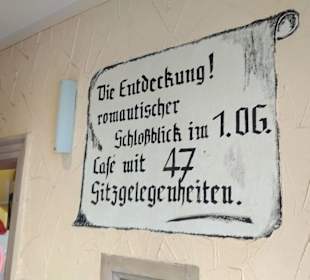 Die Entdeckung!
romantischer
Schloßblick im 1.OG.
Cafe mit 47
Sitzgelegenheiten.